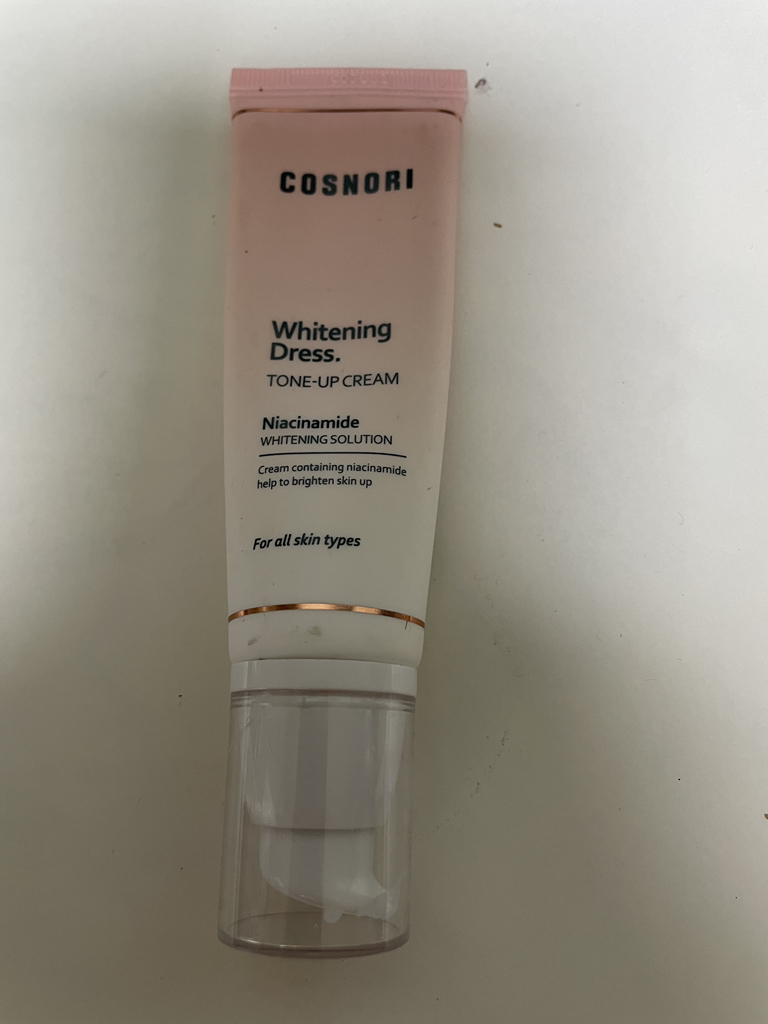 COSNORI
Whitening
Dress.
TONE-UP CREAM
Niacinamide
WHITENING SOLUTION
Cream containing niacinamide
help to brighten skin up
For all skin types